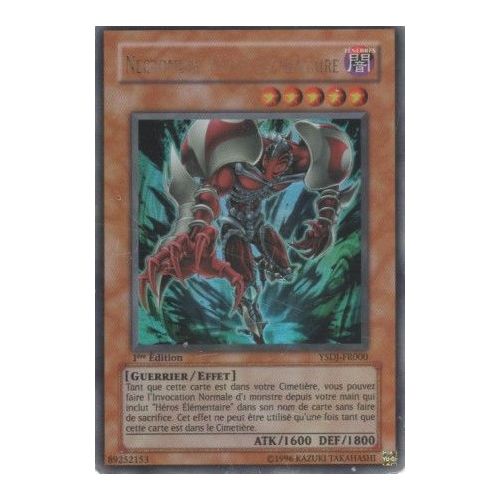 TÉNÈBRES
闇
1ère Édition
YSDJ-FR000
[GUERRIER/EFFET]
Tant que cette carte est dans votre Cimetière, vous pouvez
faire l'Invocation Normale d'1 monstre depuis votre main qui
inclut "Héros Élémentaire" dans son nom de carte sans faire
de sacrifice. Cet effet ne peut être utilisé qu'une fois tant que
cette carte est dans le Cimetière.
ATK/1600 DEF/1800
89252153
©1996 KAZUKI TAKAHASHI